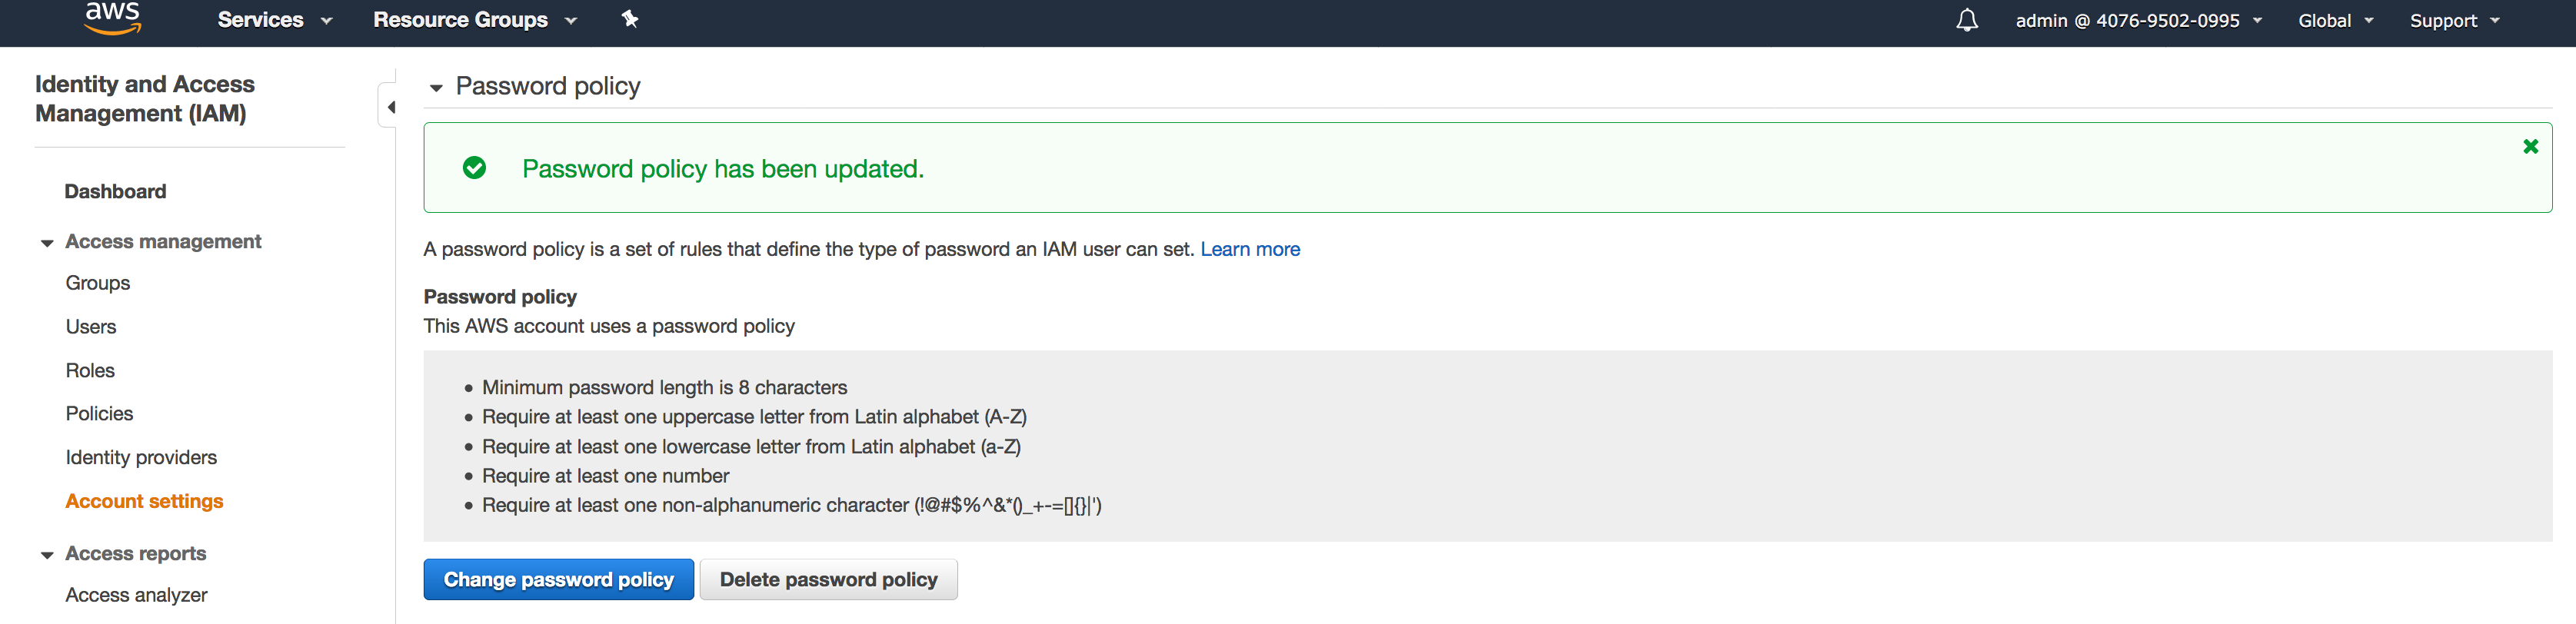 aws Services Resource Groups admin @ 4076-9502-0995 Global Support
Identity and Access
Management (IAM)
Dashboard
Access management
Groups
Users
Roles
Policies
Identity providers
Account settings
Access reports
Access analyzer
Password policy
Password policy has been updated.
A password policy is a set of rules that define the type of password an IAM user can set. Learn more
Password policy
This AWS account uses a password policy
• Minimum password length is 8 characters
• Require at least one uppercase letter from Latin alphabet (A-Z)
• Require at least one lowercase letter from Latin alphabet (a-Z)
• Require at least one number
• Require at least one non-alphanumeric character (!@#$%^&*()_+-=[]{}|')
Change password policy Delete password policy